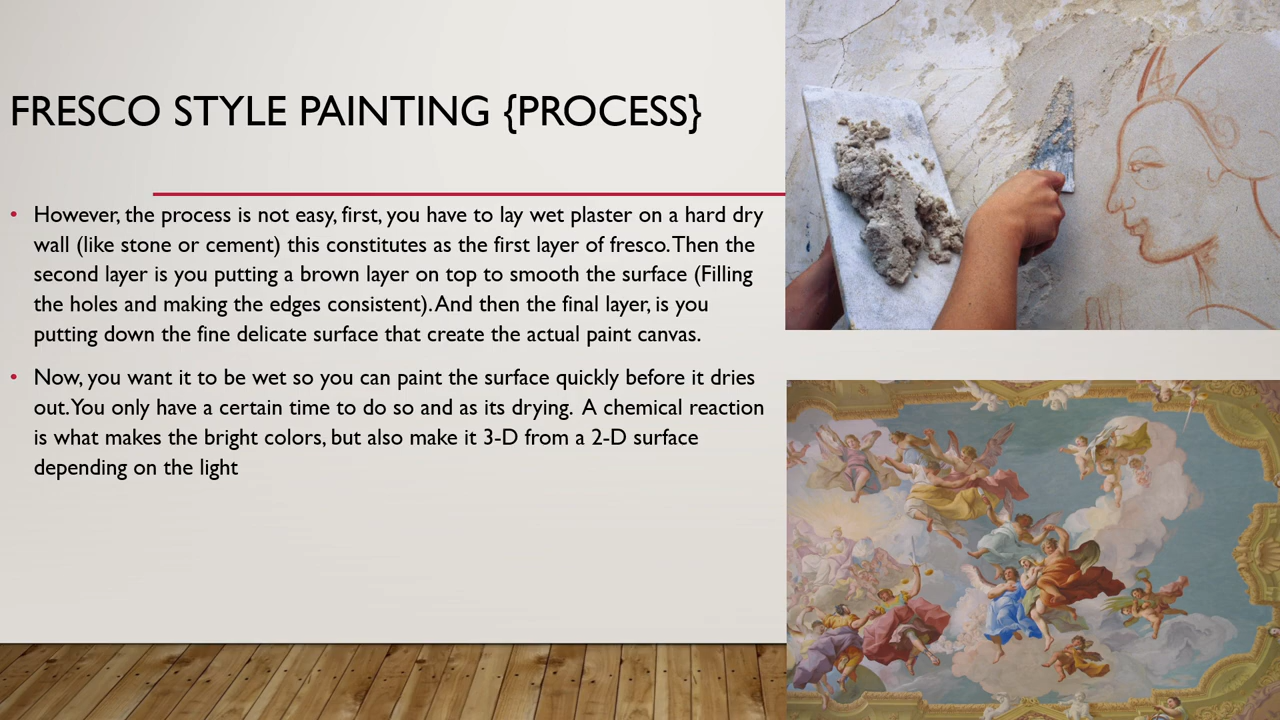 FRESCO STYLE PAINTING {PROCESS}
• However, the process is not easy, first, you have to lay wet plaster on a hard dry
wall (like stone or cement) this constitutes as the first layer of fresco. Then the
second layer is you putting a brown layer on top to smooth the surface (Filling
the holes and making the edges consistent). And then the final layer, is you
putting down the fine delicate surface that create the actual paint canvas.
• Now, you want it to be wet so you can paint the surface quickly before it dries
out. You only have a certain time to do so and as its drying.  A chemical reaction
is what makes the bright colors, but also make it 3-D from a 2-D surface
depending on the light